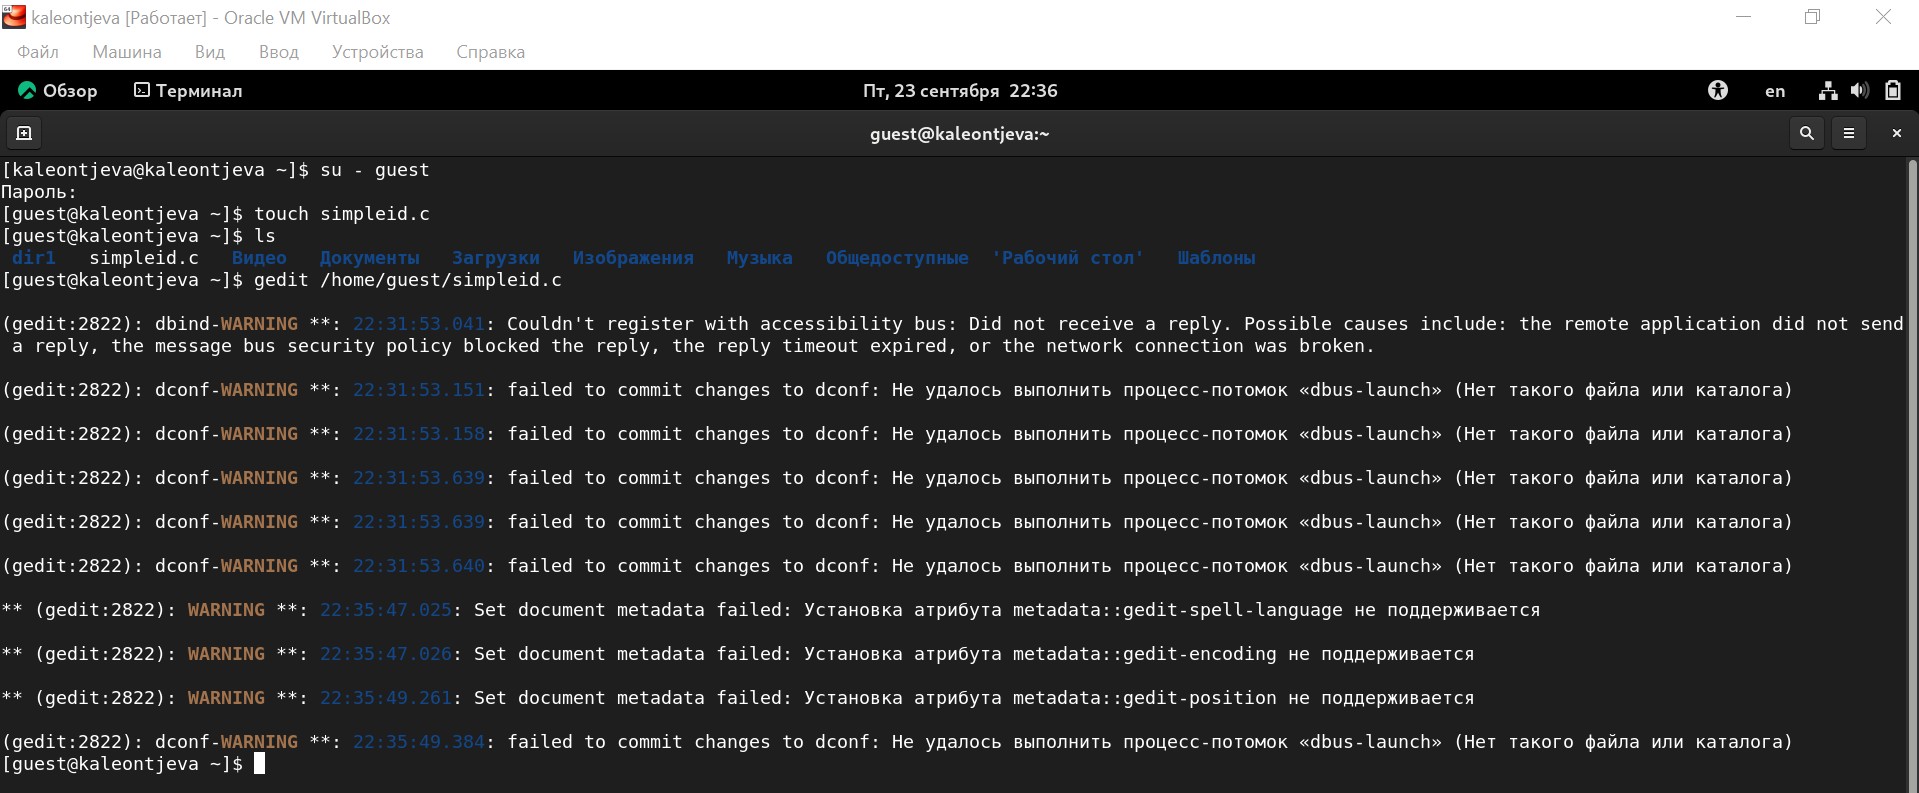 kaleontjeva [Работает] - Oracle VM VirtualBox
Файл Машина Вид Ввод Устройства Справка
Обзор Терминал Пт, 23 сентября 22:36 en
guest@kaleontjeva:~
[kaleontjeva@kaleontjeva ~]$ su - guest
Пароль:
[guest@kaleontjeva ~]$ touch simpleid.c
[guest@kaleontjeva ~]$ ls
dir1 simpleid.c Видео Документы Загрузки Изображения Музыка Общедоступные 'Рабочий стол' Шаблоны
[guest@kaleontjeva ~]$ gedit /home/guest/simpleid.c
(gedit:2822): dbind-WARNING **: 22:31:53.041: Couldn't register with accessibility bus: Did not receive a reply. Possible causes include: the remote application did not send
a reply, the message bus security policy blocked the reply, the reply timeout expired, or the network connection was broken.
(gedit:2822): dconf-WARNING **: 22:31:53.151: failed to commit changes to dconf: Не удалось выполнить процесс-потомок «dbus-launch» (Нет такого файла или каталога)
(gedit:2822): dconf-WARNING **: 22:31:53.158: failed to commit changes to dconf: Не удалось выполнить процесс-потомок «dbus-launch» (Нет такого файла или каталога)
(gedit:2822): dconf-WARNING **: 22:31:53.639: failed to commit changes to dconf: Не удалось выполнить процесс-потомок «dbus-launch» (Нет такого файла или каталога)
(gedit:2822): dconf-WARNING **: 22:31:53.639: failed to commit changes to dconf: Не удалось выполнить процесс-потомок «dbus-launch» (Нет такого файла или каталога)
(gedit:2822): dconf-WARNING **: 22:31:53.640: failed to commit changes to dconf: Не удалось выполнить процесс-потомок «dbus-launch» (Нет такого файла или каталога)
** (gedit:2822): WARNING **: 22:35:47.025: Set document metadata failed: Установка атрибута metadata::gedit-spell-language не поддерживается
** (gedit:2822): WARNING **: 22:35:47.026: Set document metadata failed: Установка атрибута metadata::gedit-encoding не поддерживается
** (gedit:2822): WARNING **: 22:35:49.261: Set document metadata failed: Установка атрибута metadata::gedit-position не поддерживается
(gedit:2822): dconf-WARNING **: 22:35:49.384: failed to commit changes to dconf: Не удалось выполнить процесс-потомок «dbus-launch» (Нет такого файла или каталога)
[guest@kaleontjeva ~]$